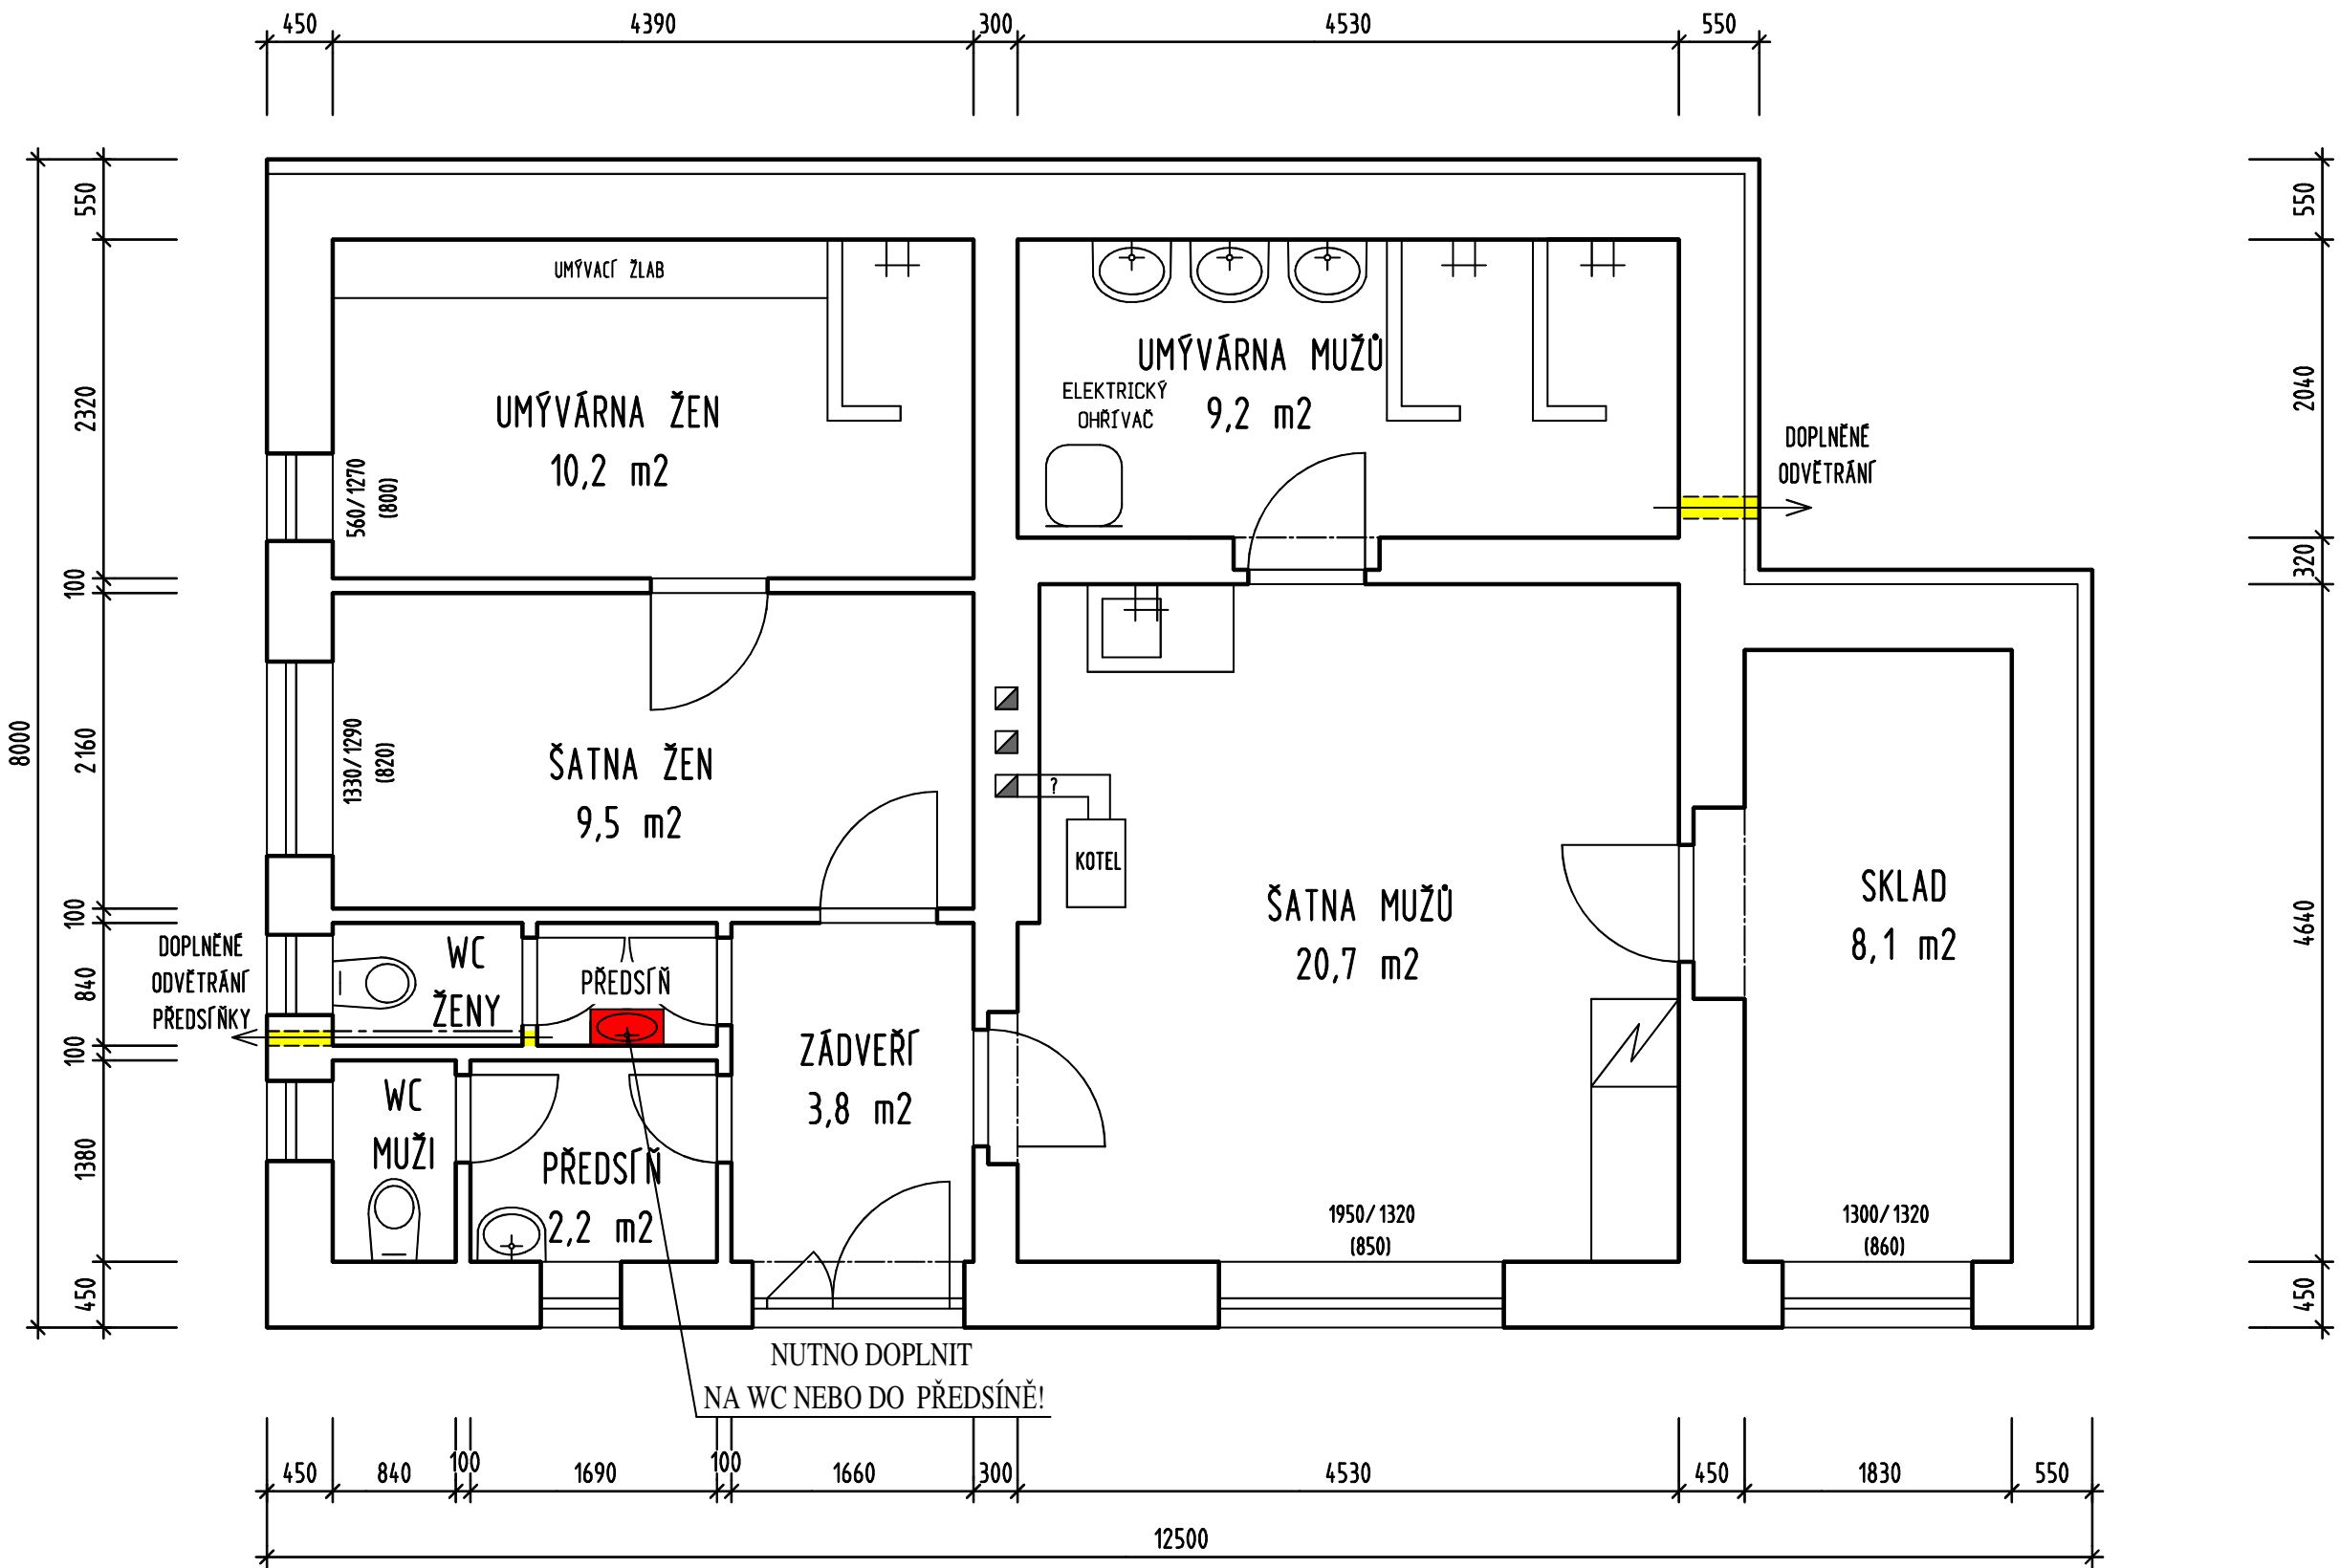 450
4390
300
4530
550
550
2320
100
2160
100
840
100
1380
450
8000
550
2040
320
4640
450
UMÝVACÍ ŽLAB
UMÝVÁRNA ŽEN
10,2 m2
560/1270
(800)
UMÝVÁRNA MUŽŮ
9,2 m2
ELEKTRICKÝ
OHŘÍVAČ
DOPLNĚNÉ
ODVĚTRÁNÍ
ŠATNA ŽEN
9,5 m2
1330/1290
(820)
?
KOTEL
ŠATNA MUŽŮ
20,7 m2
SKLAD
8,1 m2
DOPLNĚNÉ
ODVĚTRÁNÍ
PŘEDSÍŇKY
WC
ŽENY
PŘEDSÍŇ
ZÁDVEŘÍ
3,8 m2
WC
MUŽI
PŘEDSÍŇ
2,2 m2
1950/1320
(850)
1300/1320
(860)
NUTNO DOPLNIT
NA WC NEBO DO PŘEDSÍNĚ!
450
840
100
1690
100
1660
300
4530
450
1830
550
12500